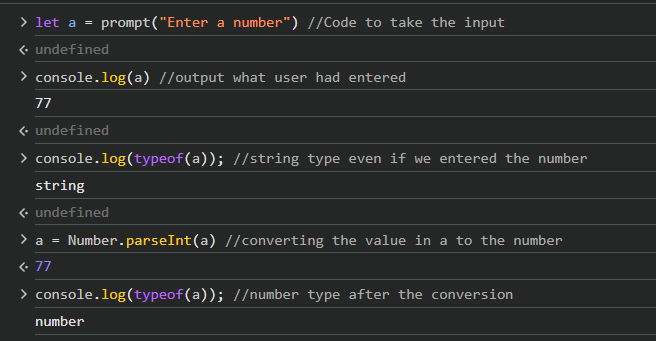 > let a = prompt("Enter a number") //Code to take the input
undefined
> console.log(a) //output what user had entered
77
undefined
> console.log(typeof(a)); //string type even if we entered the number
string
undefined
> a = Number.parseInt(a) //converting the value in a to the number
77
> console.log(typeof(a)); //number type after the conversion
number